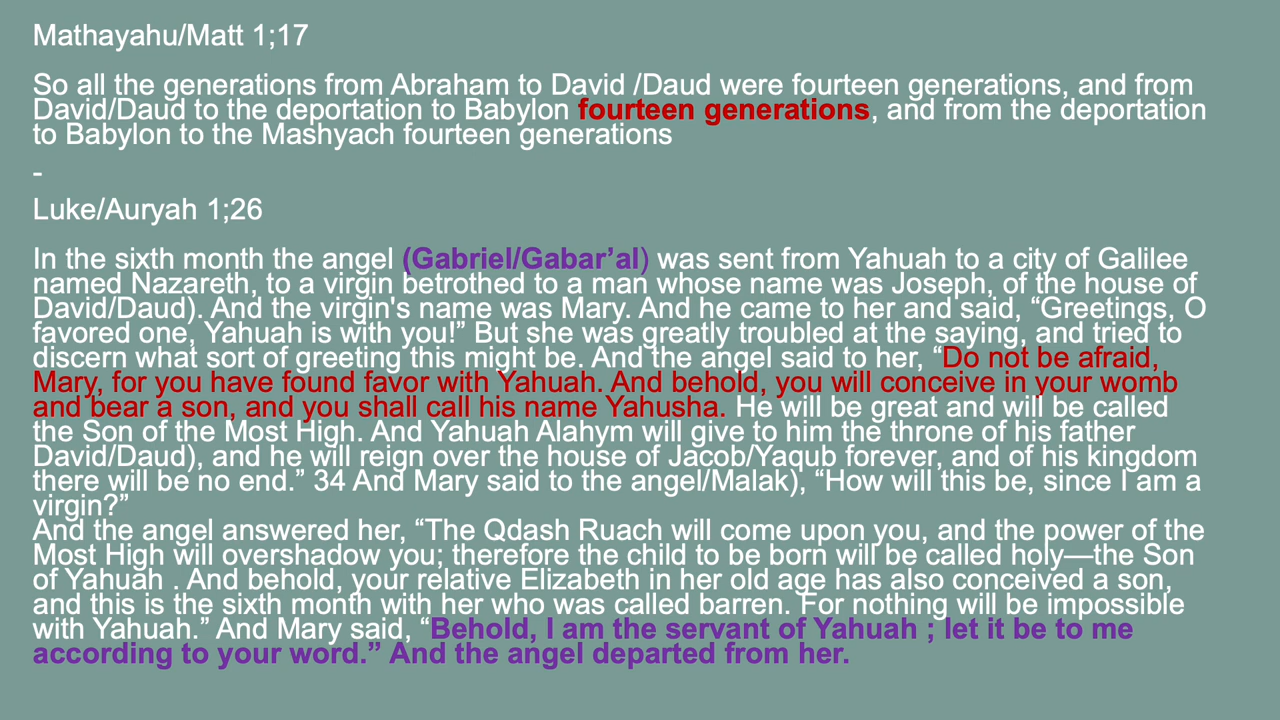 Mathayahu/Matt 1;17
So all the generations from Abraham to David /Daud were fourteen generations, and from
David/Daud to the deportation to Babylon fourteen generations, and from the deportation
to Babylon to the Mashyach fourteen generations
-
Luke/Auryah 1;26
In the sixth month the angel (Gabriel/Gabar’al) was sent from Yahuah to a city of Galilee
named Nazareth, to a virgin betrothed to a man whose name was Joseph, of the house of
David/Daud). And the virgin's name was Mary. And he came to her and said, “Greetings, O
favored one, Yahuah is with you!” But she was greatly troubled at the saying, and tried to
discern what sort of greeting this might be. And the angel said to her, “Do not be afraid,
Mary, for you have found favor with Yahuah. And behold, you will conceive in your womb
and bear a son, and you shall call his name Yahusha. He will be great and will be called
the Son of the Most High. And Yahuah Alahym will give to him the throne of his father
David/Daud), and he will reign over the house of Jacob/Yaqub forever, and of his kingdom
there will be no end.” 34 And Mary said to the angel/Malak), “How will this be, since I am a
virgin?”
And the angel answered her, “The Qdash Ruach will come upon you, and the power of the
Most High will overshadow you; therefore the child to be born will be called holy—the Son
of Yahuah . And behold, your relative Elizabeth in her old age has also conceived a son,
and this is the sixth month with her who was called barren. For nothing will be impossible
with Yahuah.” And Mary said, “Behold, I am the servant of Yahuah ; let it be to me
according to your word.” And the angel departed from her.